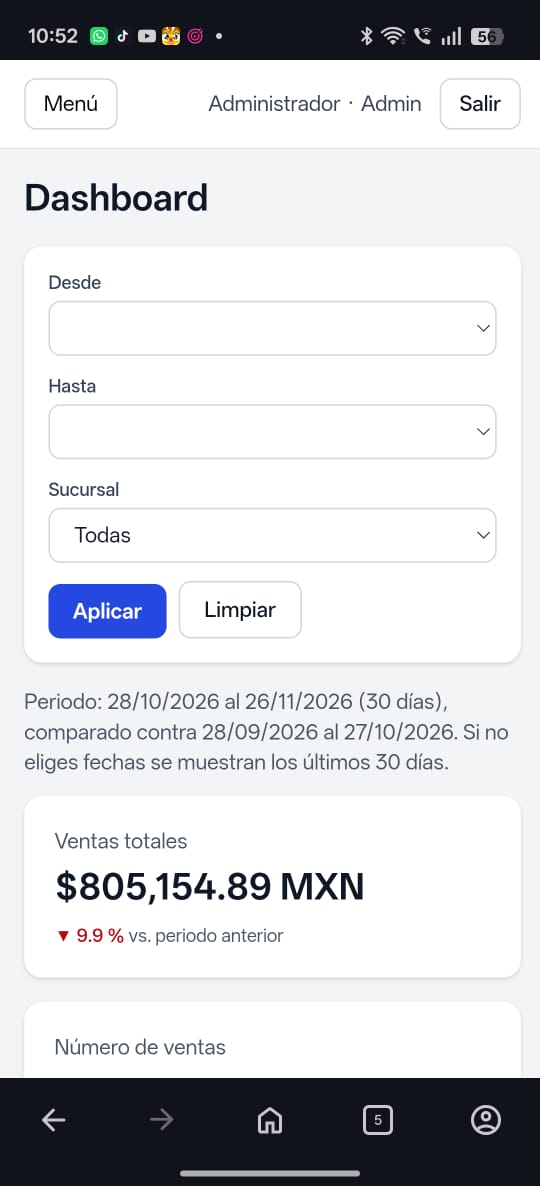 10:52
56
Menú
Administrador · Admin
Salir
Dashboard
Desde
Hasta
Sucursal
Todas
Aplicar
Limpiar
Periodo: 28/10/2026 al 26/11/2026 (30 días),
comparado contra 28/09/2026 al 27/10/2026. Si no
eliges fechas se muestran los últimos 30 días.
Ventas totales
$805,154.89 MXN
▼ 9.9 % vs. periodo anterior
Número de ventas
5